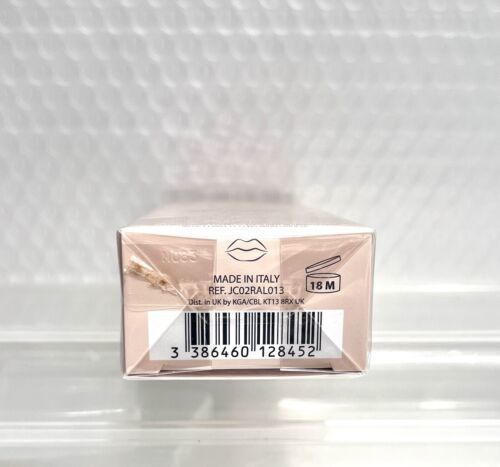 MADE IN ITALY
REF. JC02RAL013
18 M
Dist. in UK by KGA/CBL KT13 8RX UK
3 386460 128452